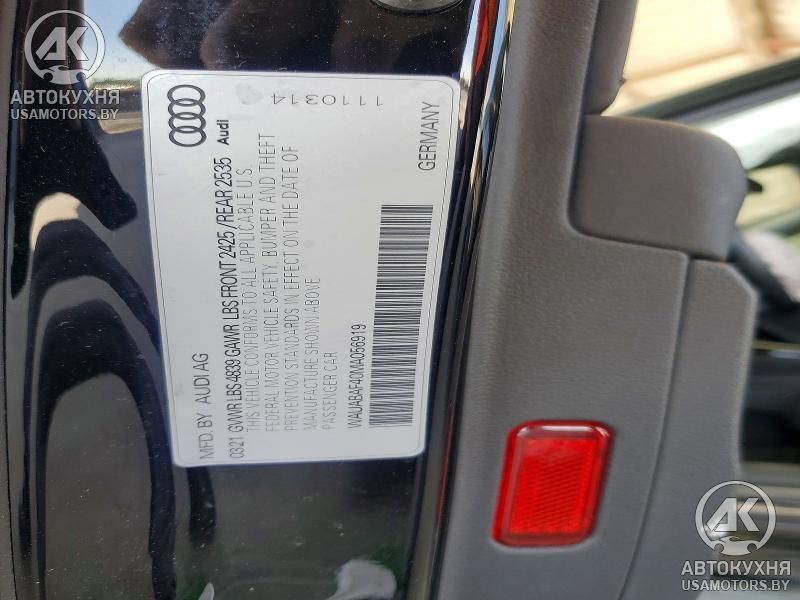 MFD. BY AUDI AG
0321 GVWR LBS 4839 GAWR LBS FRONT 2425 / REAR 2535
THIS VEHICLE CONFORMS TO ALL APPLICABLE U.S.
FEDERAL MOTOR VEHICLE SAFETY, BUMPER AND THEFT
PREVENTION STANDARDS IN EFFECT ON THE DATE OF
MANUFACTURE SHOWN ABOVE
PASSENGER CAR
WAUABAF40MA056919
Audi
1110314
GERMANY
АК
АВТОКУХНЯ
USAMOTORS.BY
АК
АВТОКУХНЯ
USAMOTORS.BY